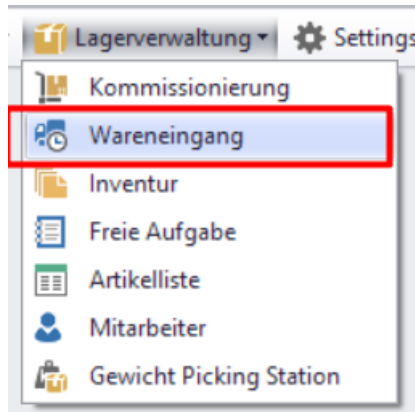 Lagerverwaltung Settings
Kommissionierung
Wareneingang
Inventur
Freie Aufgabe
Artikelliste
Mitarbeiter
Gewicht Picking Station